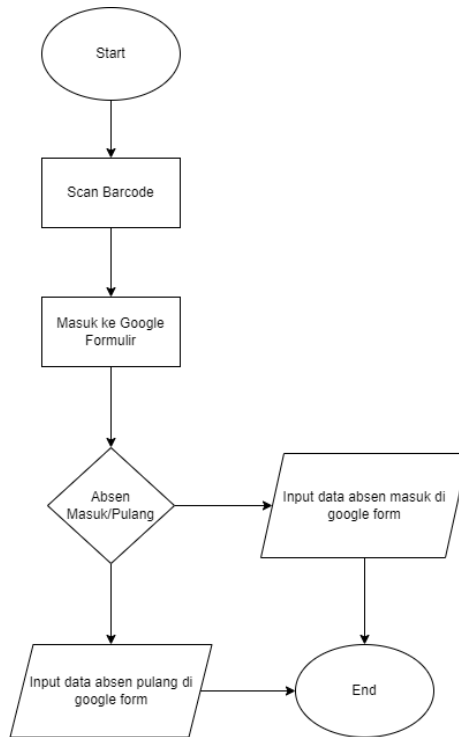 Start
Scan Barcode
Masuk ke Google
Formulir
Absen
Masuk/Pulang
Input data absen masuk di
google form
Input data absen pulang di
google form
End